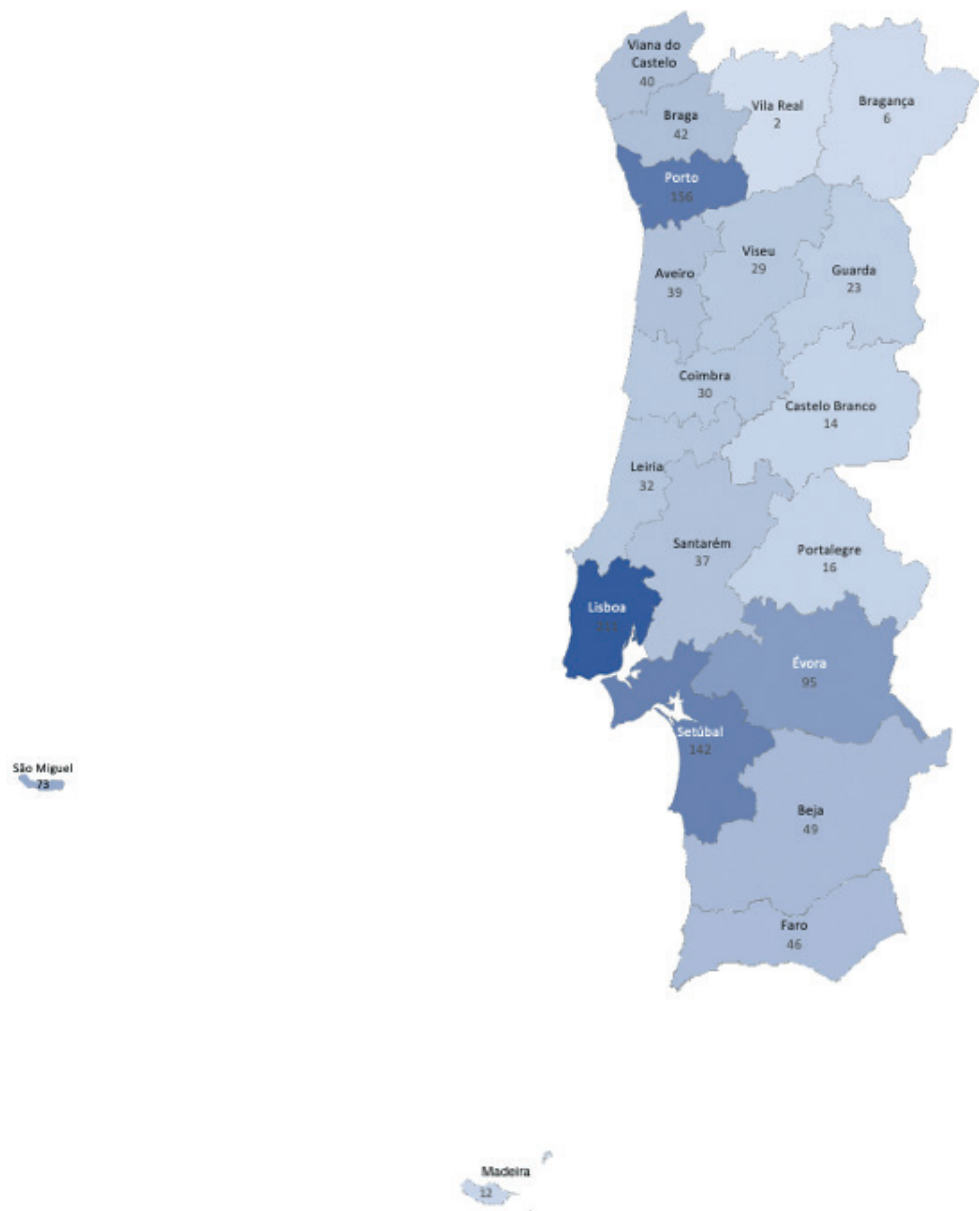 Viana do
Castelo
40
Braga
42
Vila Real
2
Bragança
6
Porto
156
Viseu
29
Guarda
23
Aveiro
39
Coimbra
30
Castelo Branco
14
Leiria
32
Santarém
37
Portalegre
16
Lisboa
Évora
95
Setúbal
142
São Miguel
73
Beja
49
Faro
46
Madeira
12